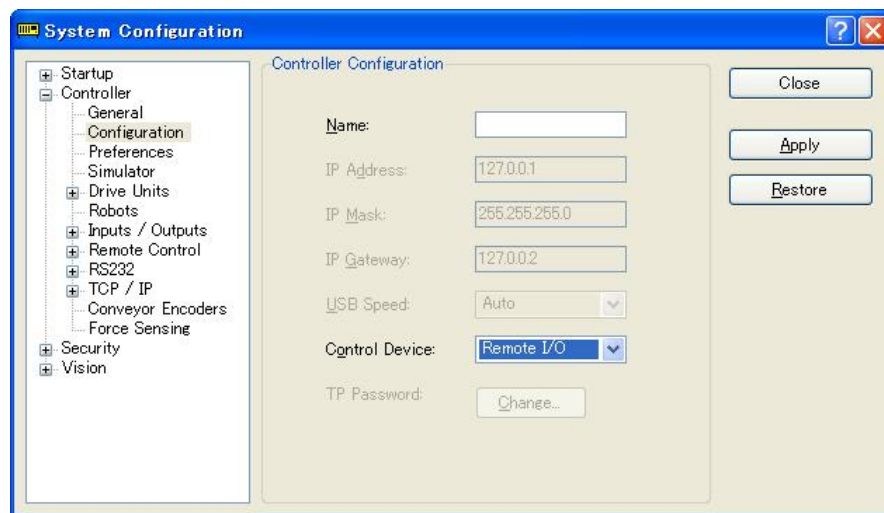 System Configuration
Startup
Controller
General
Configuration
Preferences
Simulator
Drive Units
Robots
Inputs / Outputs
Remote Control
RS232
TCP / IP
Conveyor Encoders
Force Sensing
Security
Vision
Controller Configuration
Name:
IP Address: 127.0.0.1
IP Mask: 255.255.255.0
IP Gateway: 127.0.0.2
USB Speed: Auto
Control Device: Remote I/O
TP Password: Change...
Close
Apply
Restore